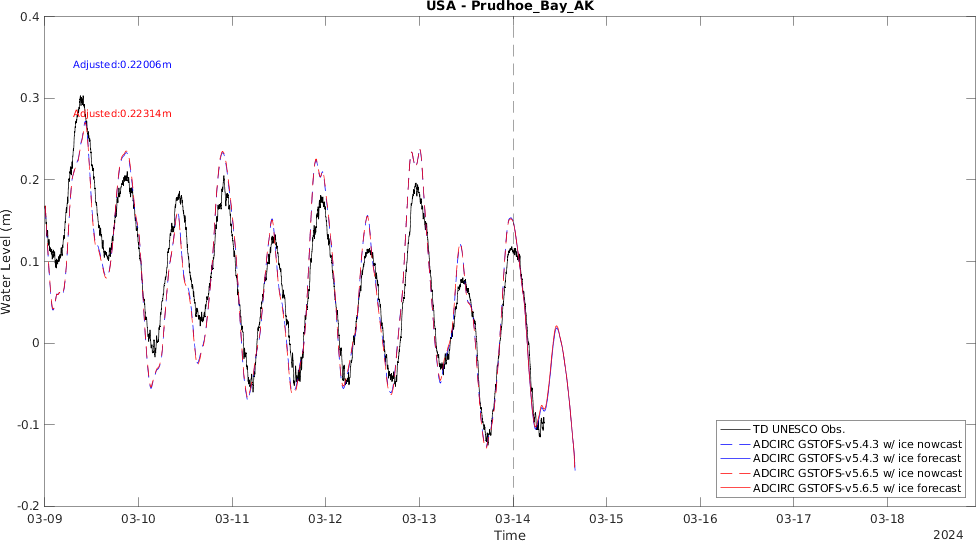 USA - Prudhoe_Bay_AK
0.4
Adjusted:0.22006m
0.3
Adjusted:0.22314m
0.2
0.1
0
-0.1
-0.2
Water Level (m)
TD UNESCO Obs.
ADCIRC GSTOFS-v5.4.3 w/ ice nowcast
ADCIRC GSTOFS-v5.4.3 w/ ice forecast
ADCIRC GSTOFS-v5.6.5 w/ ice nowcast
ADCIRC GSTOFS-v5.6.5 w/ ice forecast
03-09 03-10 03-11 03-12 03-13 03-14 03-15 03-16 03-17 03-18
Time
2024